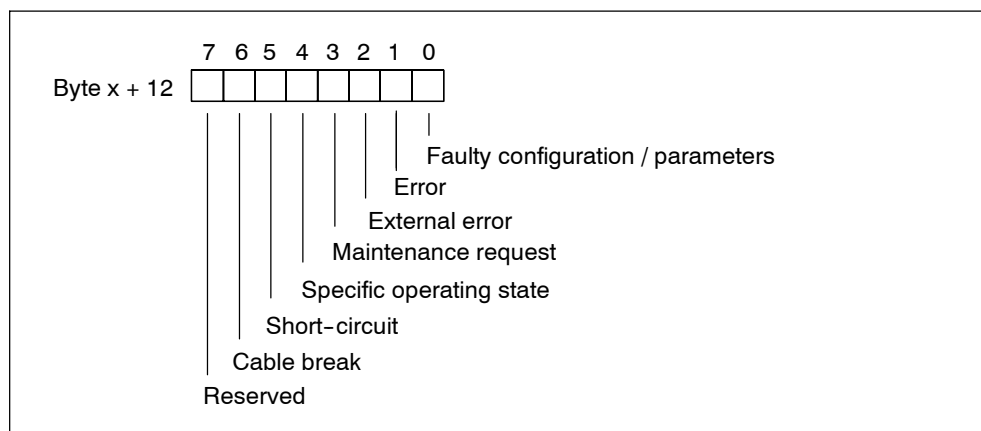 7 6 5 4 3 2 1 0
Byte x + 12
Faulty configuration / parameters
Error
External error
Maintenance request
Specific operating state
Short-circuit
Cable break
Reserved